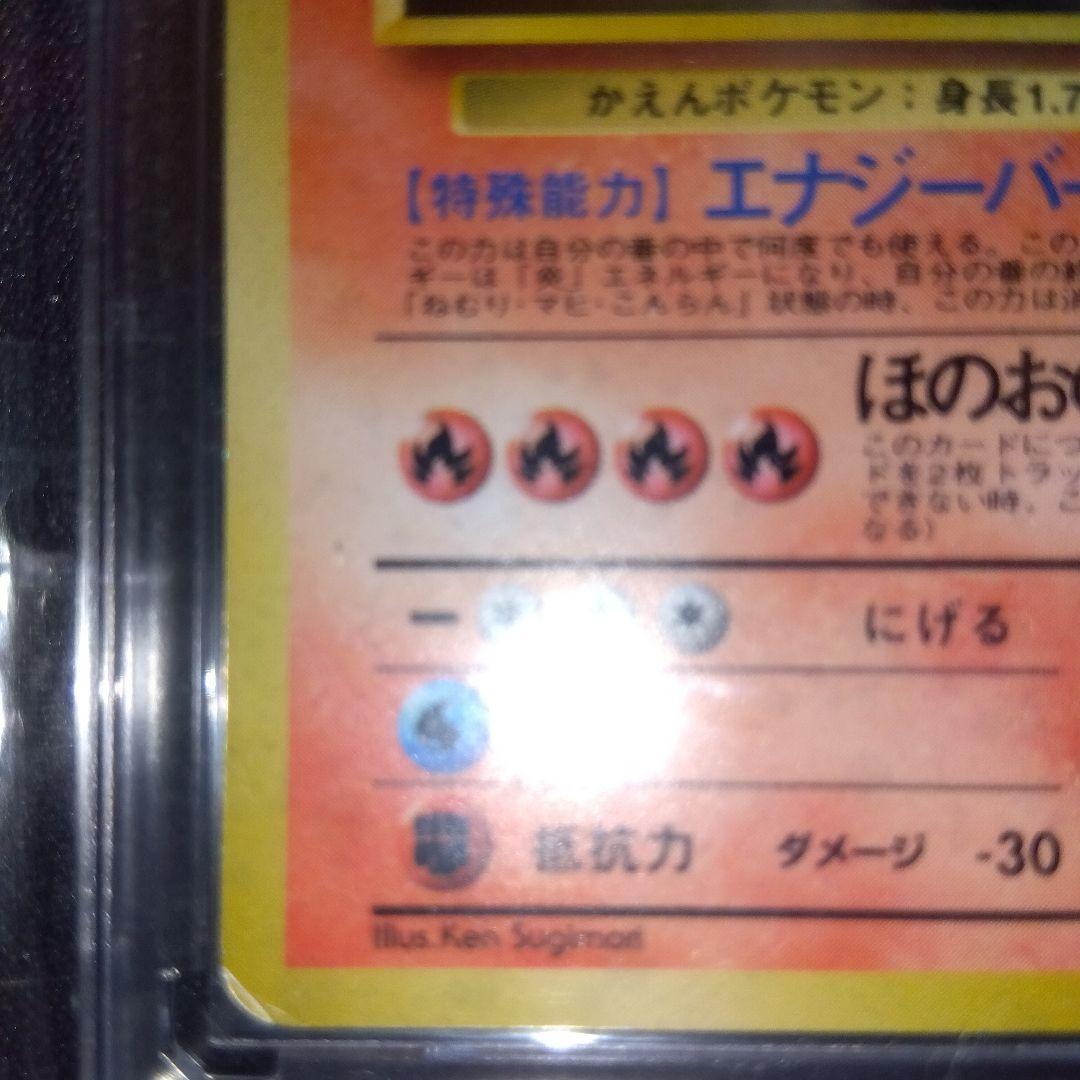 かえんポケモン：身長1.7
【特殊能力】 エナジーバー
この力は自分の番の中で何度でも使える。この
ギーは「炎」エネルギーになり、自分の番の終
「ねむり・マヒ・こんらん」状態の時、この力は消
ほのおの
このカードにつ
ドを2枚トラッ
できない時、こ
なる）
− にげる
抵抗力 ダメージ -30
Illus. Ken Sugimori